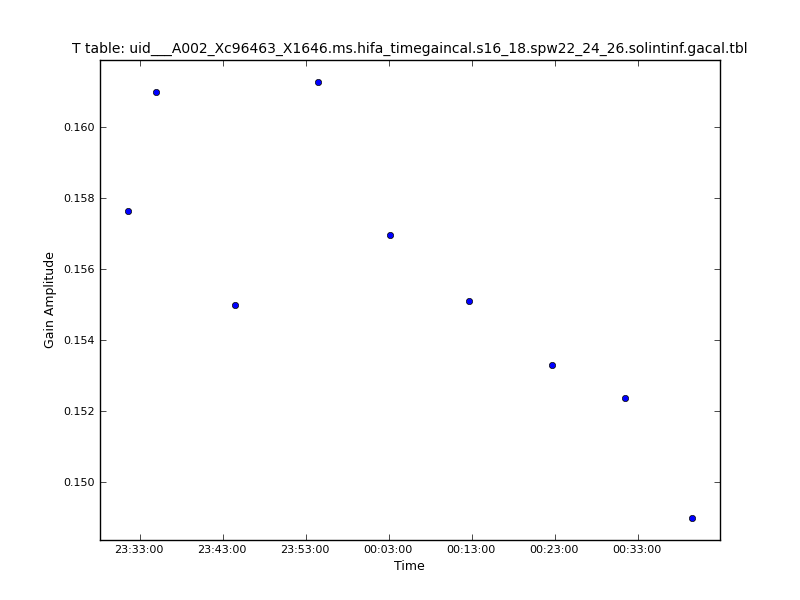 T table: uid___A002_Xc96463_X1646.ms.hifa_timegaincal.s16_18.spw22_24_26.solintinf.gacal.tbl
Gain Amplitude
0.160
0.158
0.156
0.154
0.152
0.150
23:33:00 23:43:00 23:53:00 00:03:00 00:13:00 00:23:00 00:33:00
Time